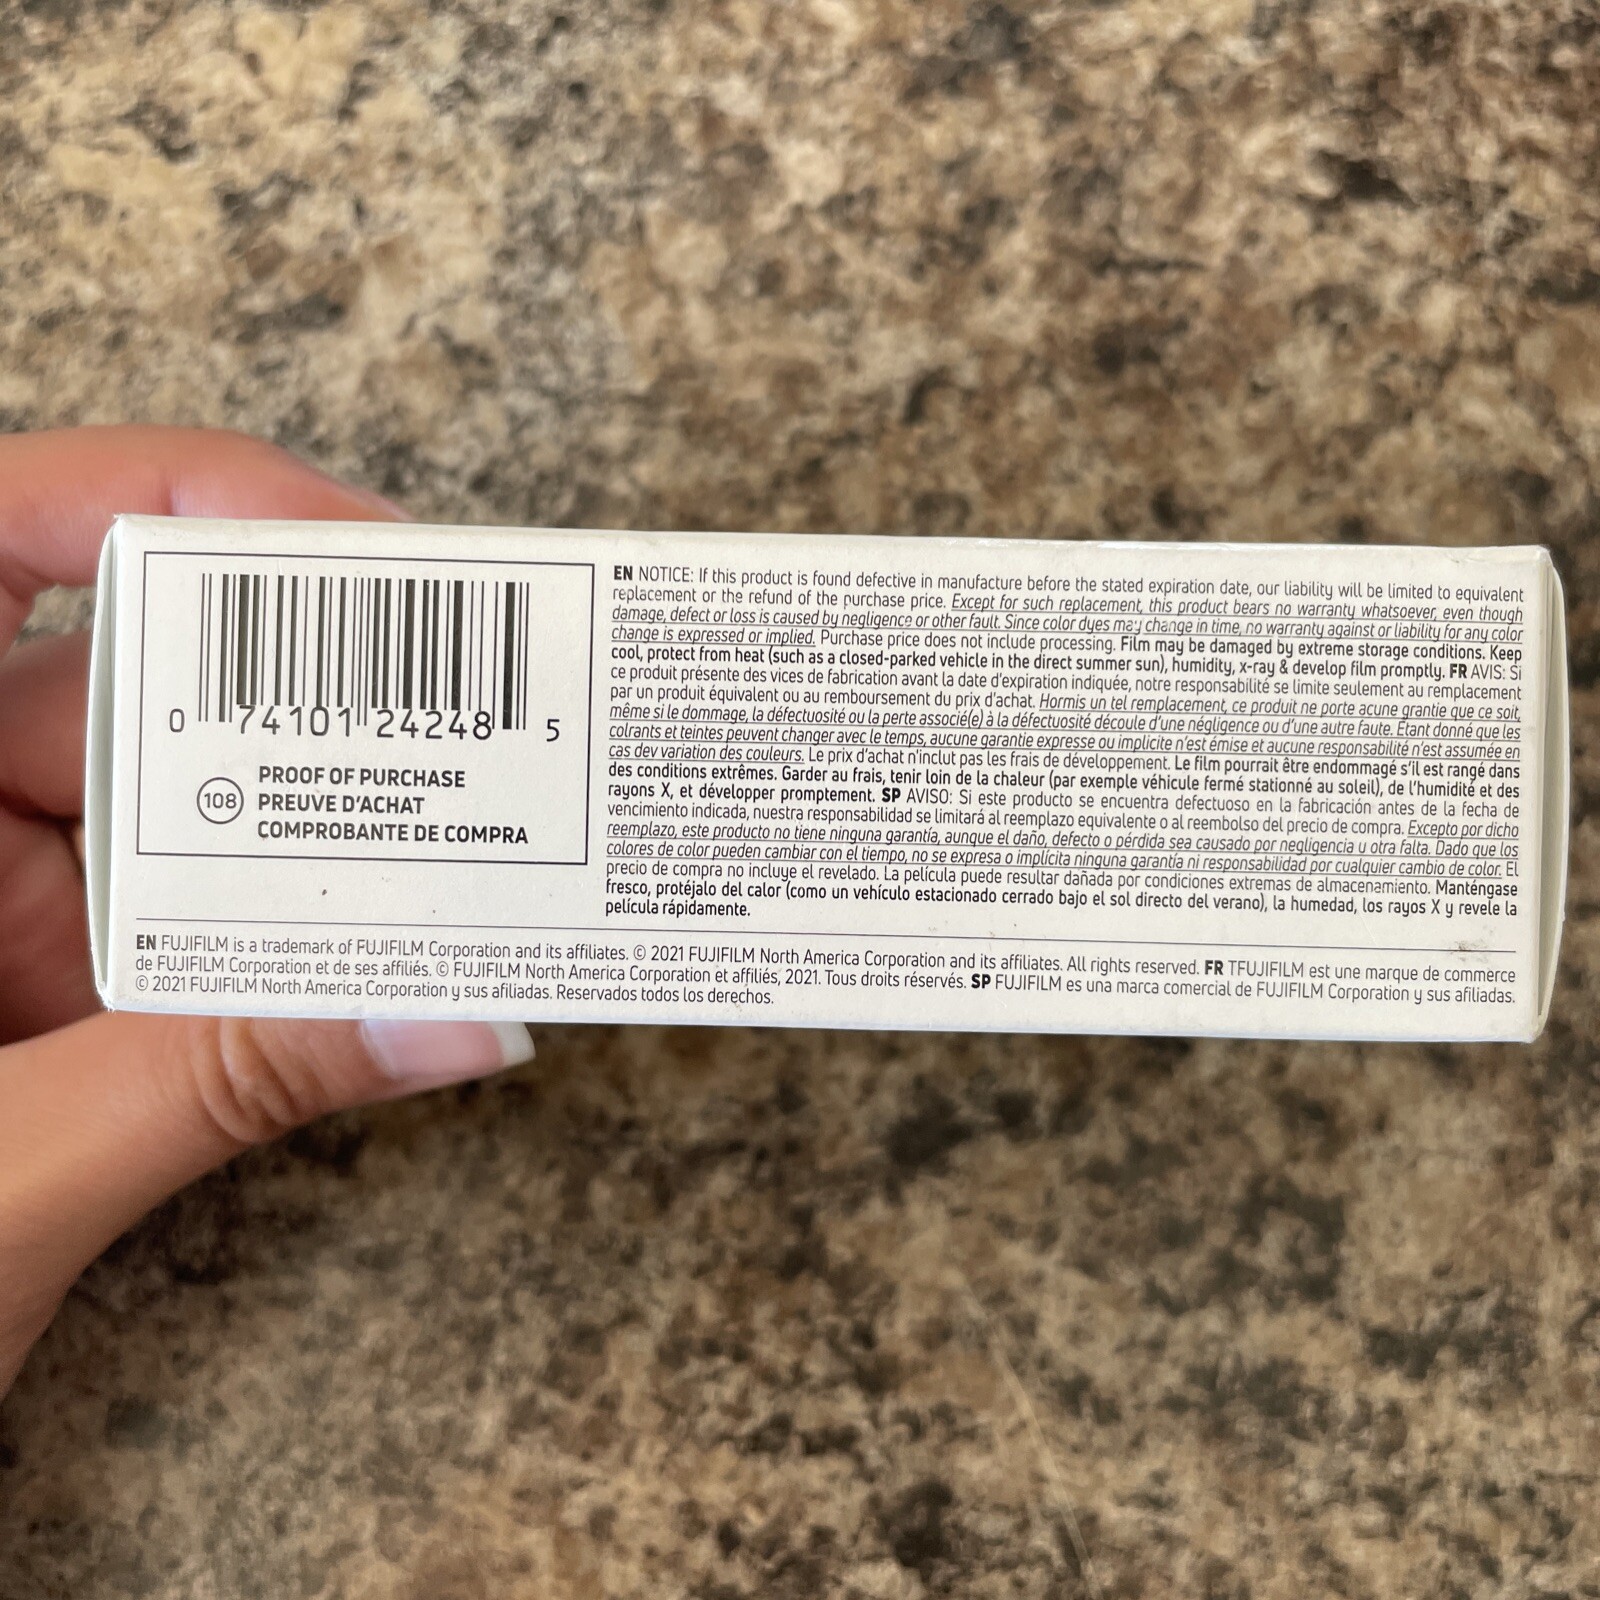 0 74101 24248 5
108
PROOF OF PURCHASE
PREUVE D'ACHAT
COMPROBANTE DE COMPRA
EN NOTICE: If this product is found defective in manufacture before the stated expiration date, our liability will be limited to equivalent
replacement or the refund of the purchase price. Except for such replacement, this product bears no warranty whatsoever, even though
damage, defect or loss is caused by negligence or other fault. Since color dyes may change in time, no warranty against or liability for any color
change is expressed or implied. Purchase price does not include processing. Film may be damaged by extreme storage conditions. Keep
cool, protect from heat (such as a closed-parked vehicle in the direct summer sun), humidity, x-ray & develop film promptly. FR AVIS: Si
ce produit présente des vices de fabrication avant la date d'expiration indiquée, notre responsabilité se limite seulement au remplacement
par un produit équivalent ou au remboursement du prix d'achat. Hormis un tel remplacement, ce produit ne porte acune grantie que ce soit,
même si le dommage, la défectuosité ou la perte associé(e) à la défectuosité découle d'une négligence ou d'une autre faute. Étant donné que les
colrants et teintes peuvent changer avec le temps, aucune garantie expresse ou implicite n'est émise et aucune responsabilité n'est assumée en
cas dev variation des couleurs. Le prix d'achat n'inclut pas les frais de développement. Le film pourrait être endommagé s'il est rangé dans
des conditions extrêmes. Garder au frais, tenir loin de la chaleur (par exemple véhicule fermé stationné au soleil), de l'humidité et des
rayons X, et développer promptement. SP AVISO: Si este producto se encuentra defectuoso en la fabricación antes de la fecha de
vencimiento indicada, nuestra responsabilidad se limitará al reemplazo equivalente o al reembolso del precio de compra. Excepto por dicho
reemplazo, este producto no tiene ninguna garantía, aunque el daño, defecto o pérdida sea causado por negligencia u otra falta. Dado que los
colores de color pueden cambiar con el tiempo, no se expresa o implícita ninguna garantía ni responsabilidad por cualquier cambio de color. El
precio de compra no incluye el revelado. La película puede resultar dañada por condiciones extremas de almacenamiento. Manténgase
fresco, protéjalo del calor (como un vehículo estacionado cerrado bajo el sol directo del verano), la humedad, los rayos X y revele la
película rápidamente.
EN FUJIFILM is a trademark of FUJIFILM Corporation and its affiliates. © 2021 FUJIFILM North America Corporation and its affiliates. All rights reserved. FR TFUJIFILM est une marque de commerce
de FUJIFILM Corporation et de ses affiliés. © FUJIFILM North America Corporation et affiliés, 2021. Tous droits réservés. SP FUJIFILM es una marca comercial de FUJIFILM Corporation y sus afiliadas.
© 2021 FUJIFILM North America Corporation y sus afiliadas. Reservados todos los derechos.